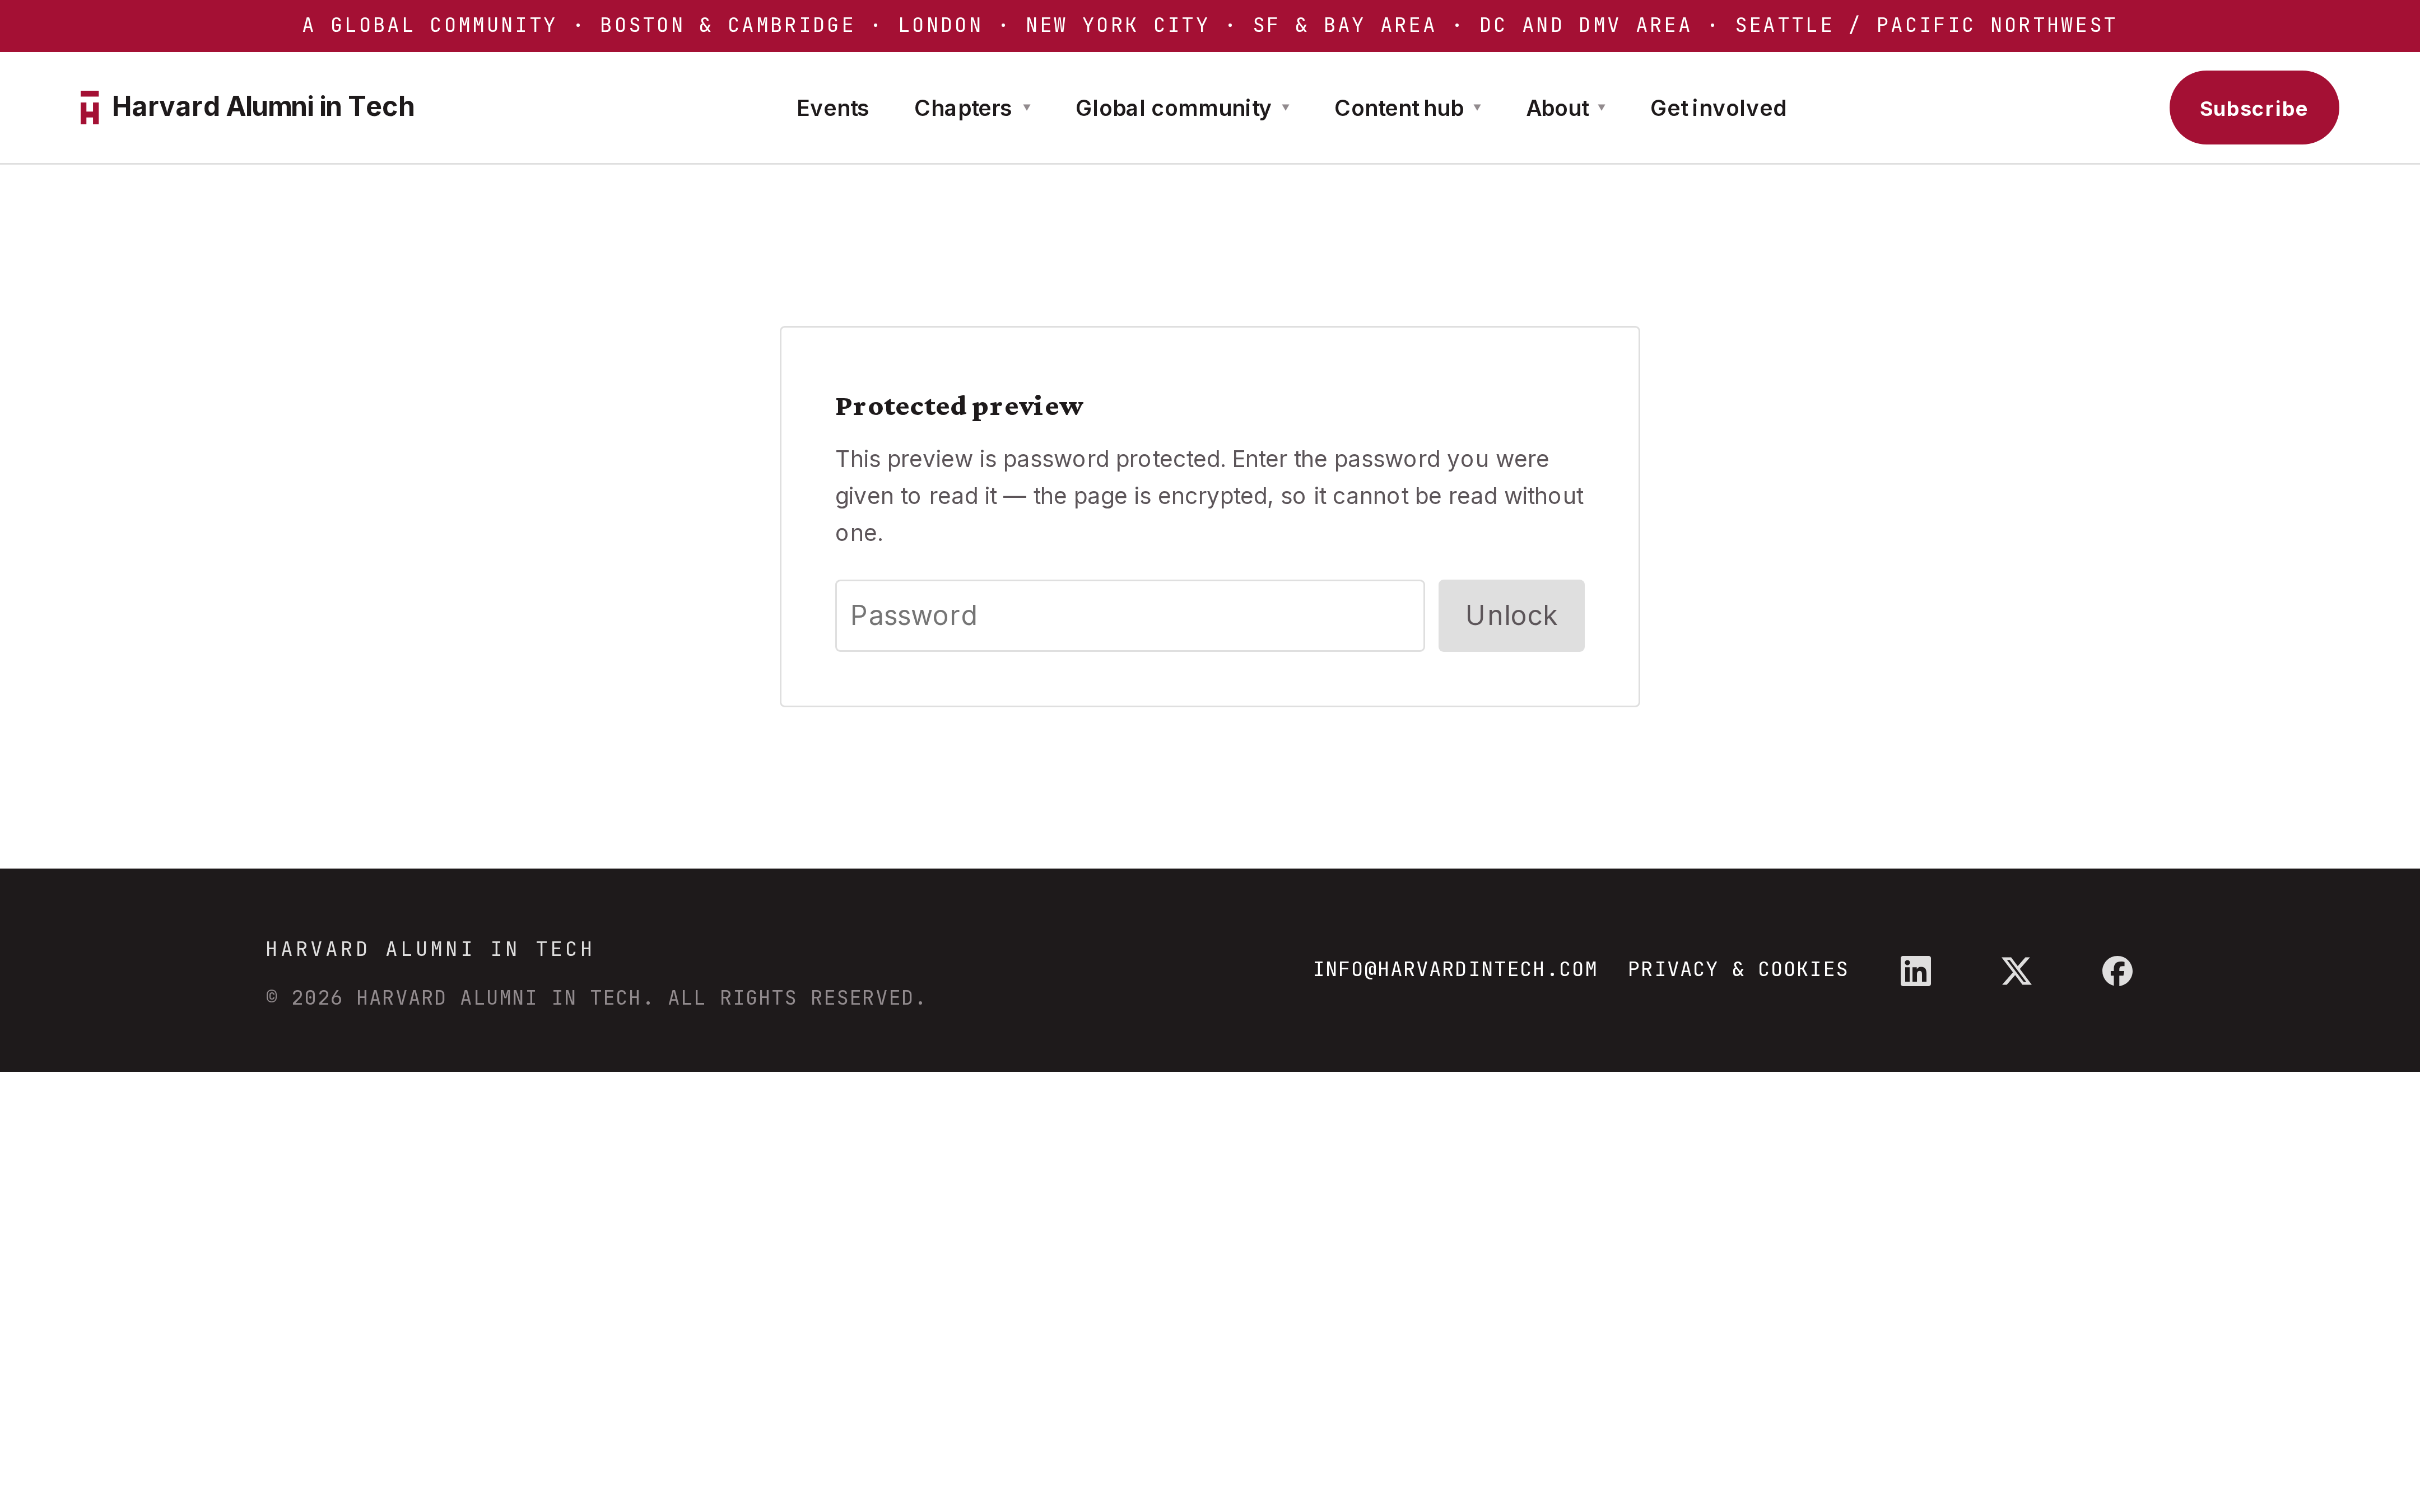 A GLOBAL COMMUNITY · BOSTON & CAMBRIDGE · LONDON · NEW YORK CITY · SF & BAY AREA · DC AND DMV AREA · SEATTLE / PACIFIC NORTHWEST
Harvard Alumni in Tech
Events Chapters ▾ Global community ▾ Content hub ▾ About ▾ Get involved
Subscribe
Protected preview
This preview is password protected. Enter the password you were
given to read it — the page is encrypted, so it cannot be read without
one.
Password
Unlock
HARVARD ALUMNI IN TECH
© 2026 HARVARD ALUMNI IN TECH. ALL RIGHTS RESERVED.
INFO@HARVARDINTECH.COM PRIVACY & COOKIES